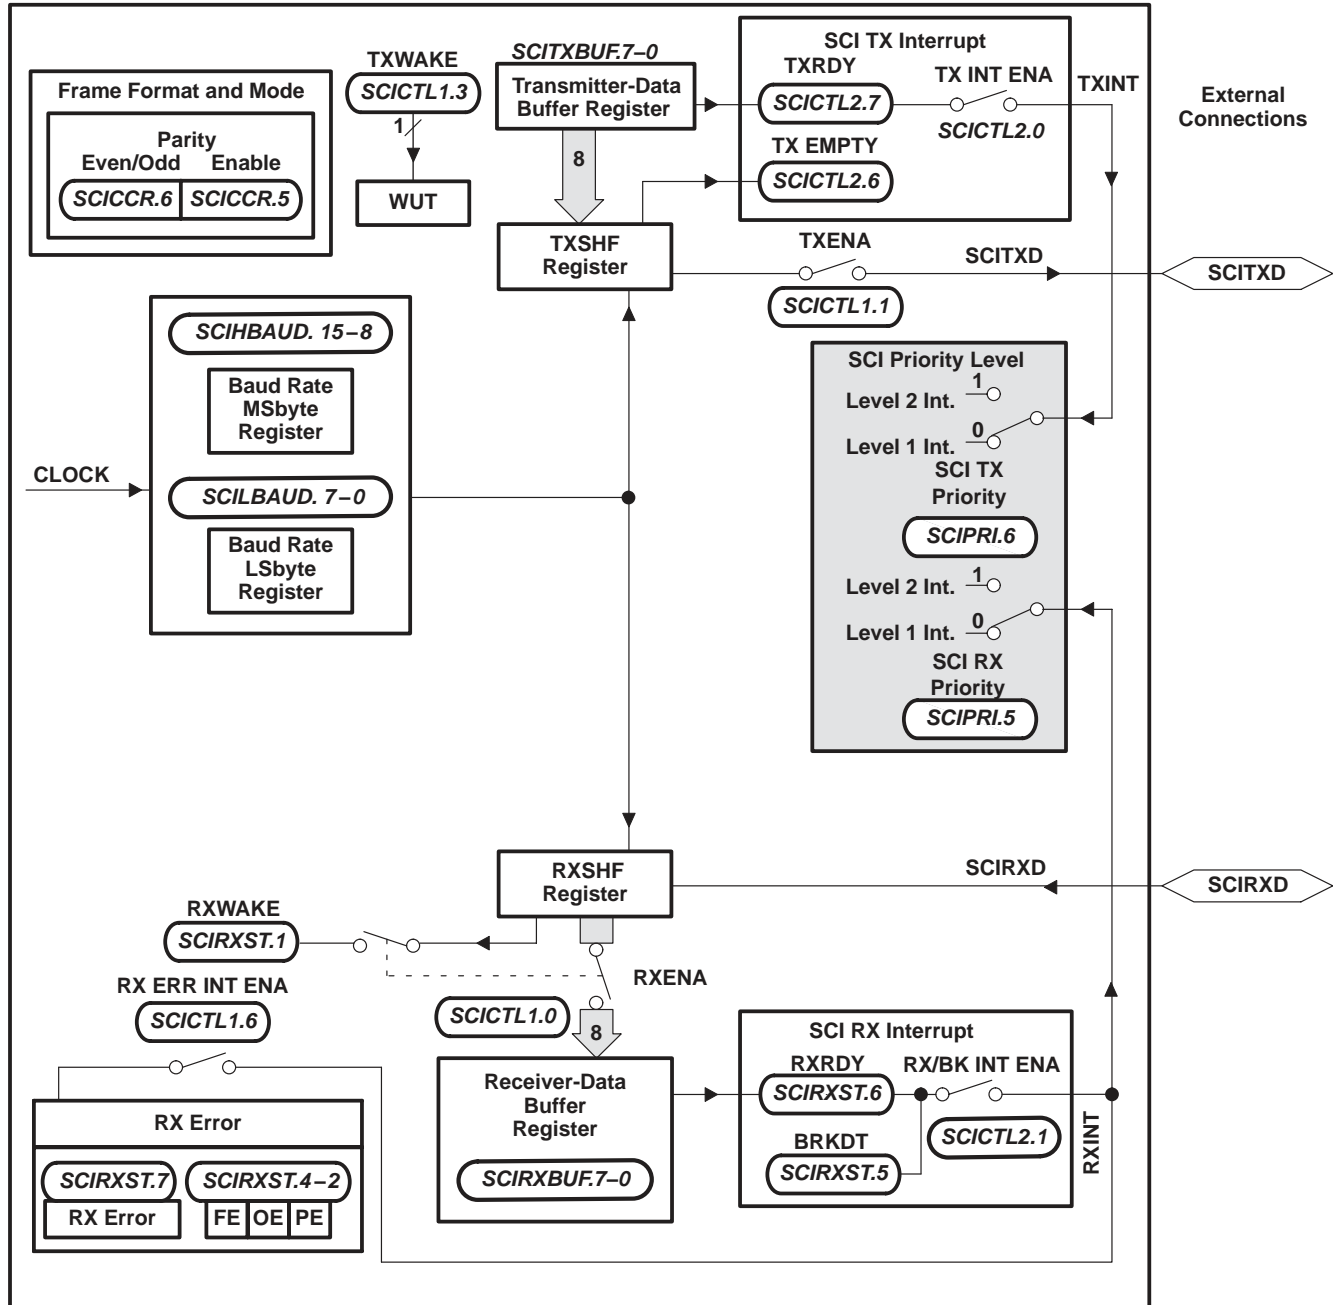 SCI TX Interrupt
TXWAKE
SCITXBUF.7–0
TXRDY
TX INT ENA
TXINT
Frame Format and Mode
SCICTL1.3
Transmitter-Data
Buffer Register
SCICTL2.7
External
Connections
1
SCICTL2.0
Parity
Even/Odd
Enable
8
TX EMPTY
SCICCR.6
SCICCR.5
WUT
SCICTL2.6
TXSHF
Register
TXENA
SCITXD
SCITXD
SCICTL1.1
SCIHBAUD. 15–8
SCI Priority Level
Baud Rate
MSbyte
Register
1
Level 2 Int.
0
Level 1 Int.
SCI TX
Priority
CLOCK
SCILBAUD. 7–0
SCIPRI.6
Baud Rate
LSbyte
Register
1
Level 2 Int.
0
Level 1 Int.
SCI RX
Priority
SCIPRI.5
RXSHF
Register
SCIRXD
SCIRXD
RXWAKE
SCIRXST.1
RXENA
RX ERR INT ENA
SCICTL1.6
SCICTL1.0
8
SCI RX Interrupt
RXRDY
RX/BK INT ENA
Receiver-Data
Buffer
Register
SCIRXST.6
RX Error
SCICTL2.1
BRKDT
RXINT
SCIRXST.7
SCIRXST.4–2
SCIRXBUF.7–0
SCIRXST.5
RX Error
FE OE PE